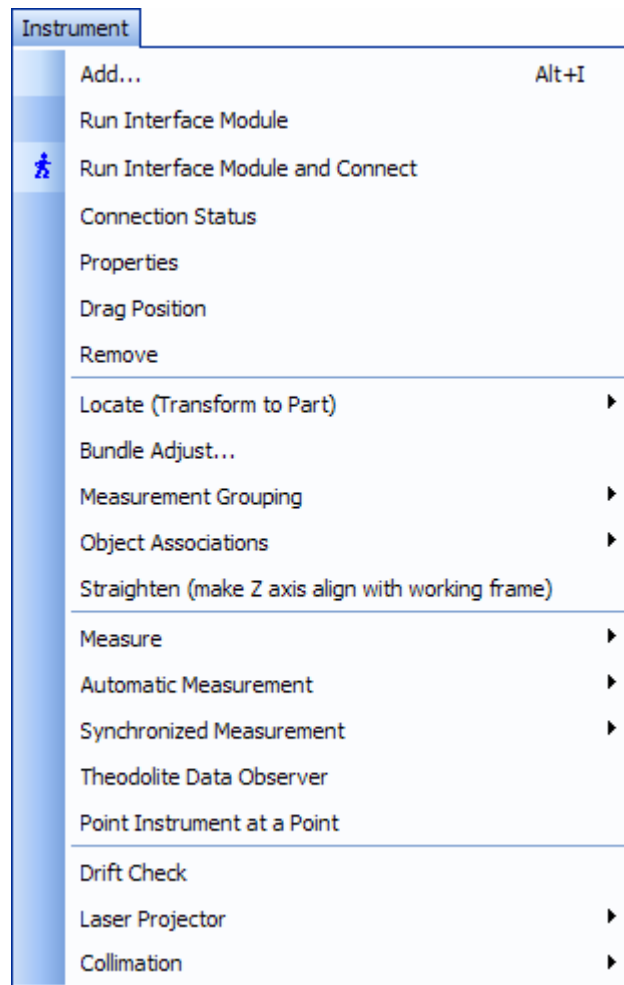 Instrument
Add... Alt+I
Run Interface Module
Run Interface Module and Connect
Connection Status
Properties
Drag Position
Remove
Locate (Transform to Part)
Bundle Adjust...
Measurement Grouping
Object Associations
Straighten (make Z axis align with working frame)
Measure
Automatic Measurement
Synchronized Measurement
Theodolite Data Observer
Point Instrument at a Point
Drift Check
Laser Projector
Collimation